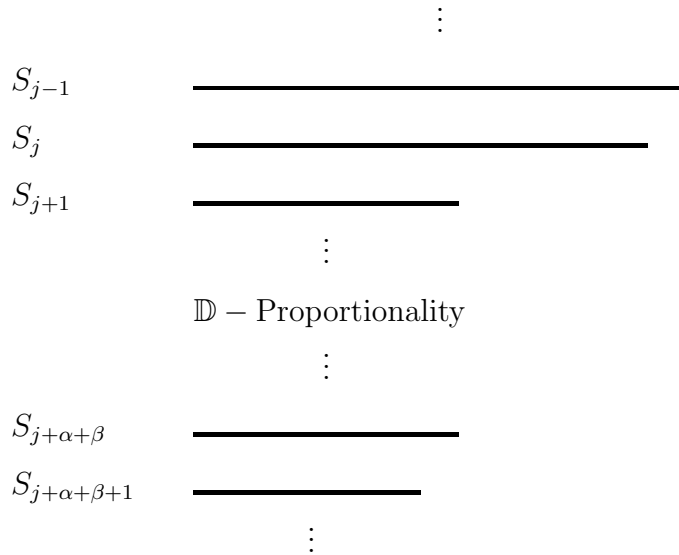 ⋮
S_{j−1}
S_j
S_{j+1}
⋮
𝔻 − Proportionality
⋮
S_{j+α+β}
S_{j+α+β+1}
⋮